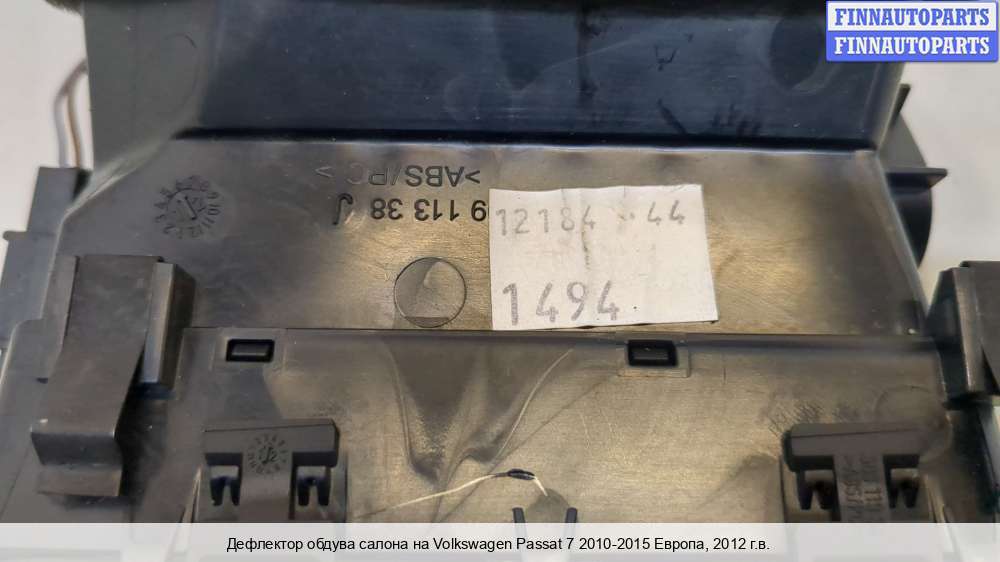 FINNAUTOPARTS
FINNAUTOPARTS
>ABS/PC<
9 113 38 J
12184 44
1494
Дефлектор обдува салона на Volkswagen Passat 7 2010-2015 Европа, 2012 г.в.